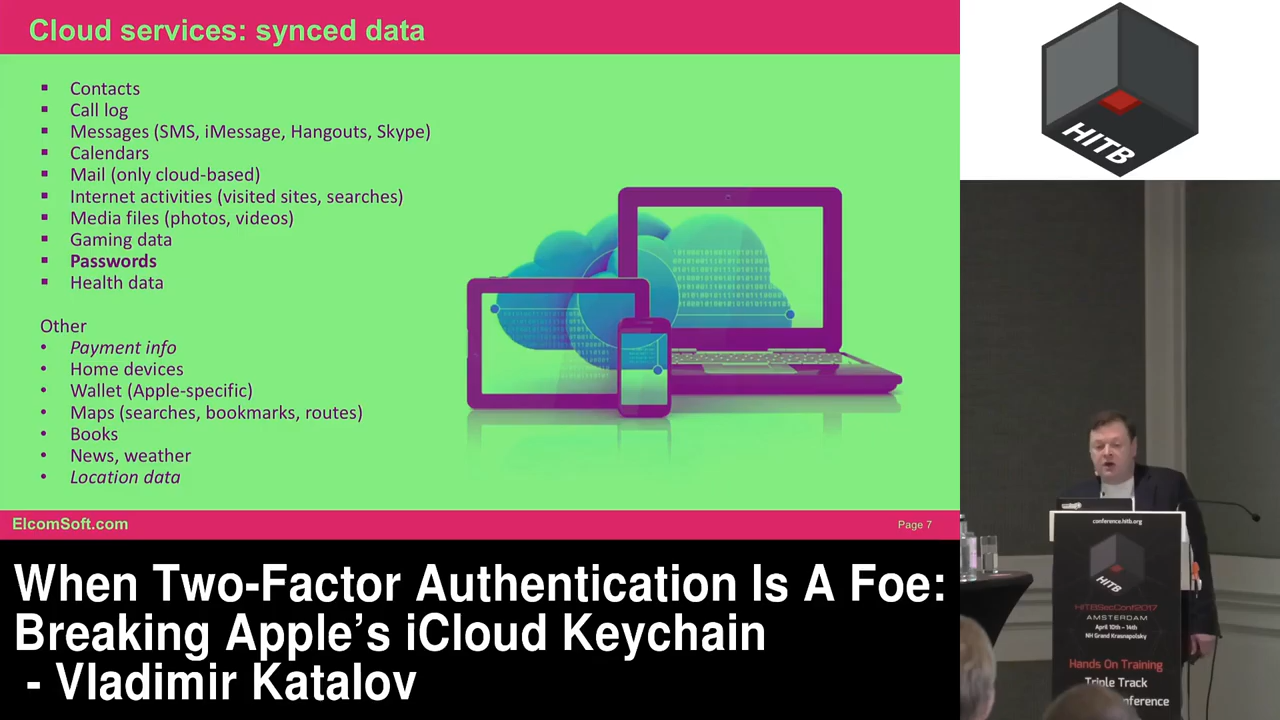 Cloud services: synced data
Contacts
Call log
Messages (SMS, iMessage, Hangouts, Skype)
Calendars
Mail (only cloud-based)
Internet activities (visited sites, searches)
Media files (photos, videos)
Gaming data
Passwords
Health data
Other
Payment info
Home devices
Wallet (Apple-specific)
Maps (searches, bookmarks, routes)
Books
News, weather
Location data
ElcomSoft.com
Page 7
When Two-Factor Authentication Is A Foe:
Breaking Apple's iCloud Keychain
- Vladimir Katalov
HITB
conference.hitb.org
HITB
HITBSecConf2017
AMSTERDAM
April 10th - 14th
NH Grand Krasnapolsky
Hands On Training
Triple Track